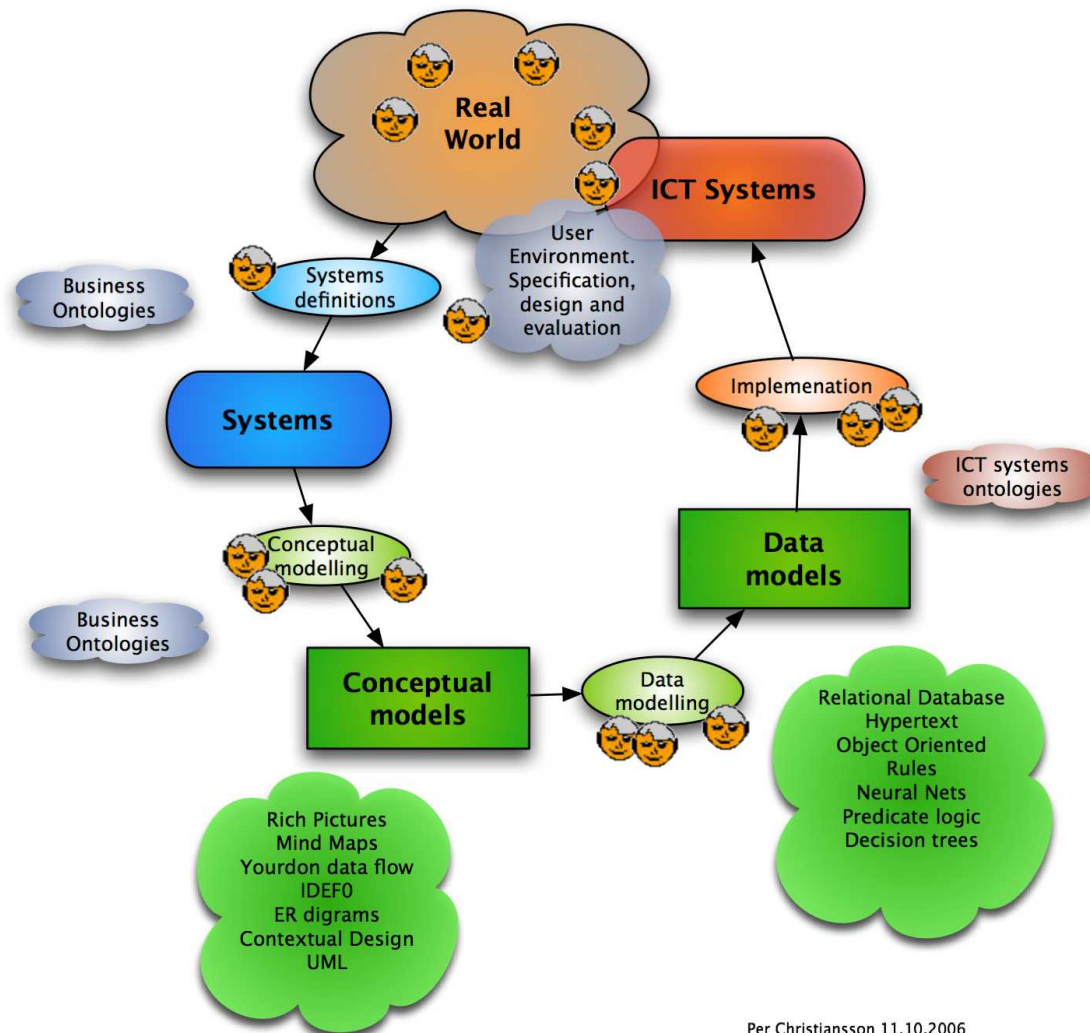 Real
World
ICT Systems
User
Environment.
Specification,
design and
evaluation
Systems
definitions
Business
Ontologies
Systems
Implemenation
ICT systems
ontologies
Conceptual
modelling
Data
models
Business
Ontologies
Conceptual
models
Data
modelling
Relational Database
Hypertext
Object Oriented
Rules
Neural Nets
Predicate logic
Decision trees
Rich Pictures
Mind Maps
Yourdon data flow
IDEF0
ER digrams
Contextual Design
UML
Per Christiansson 11.10.2006